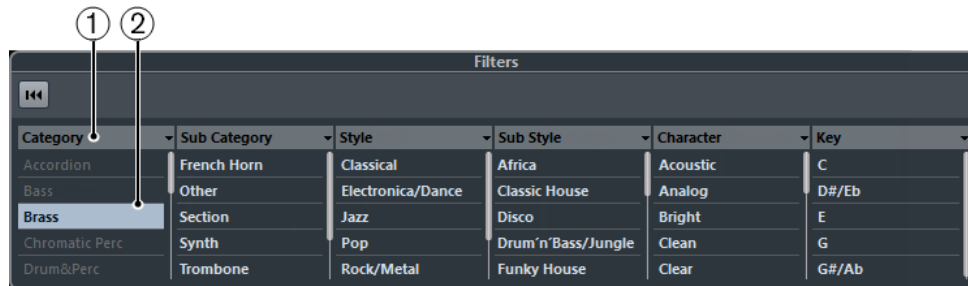 1 2
Filters
Category Sub Category Style Sub Style Character Key
Accordion French Horn Classical Africa Acoustic C
Bass Other Electronica/Dance Classic House Analog D#/Eb
Brass Section Jazz Disco Bright E
Chromatic Perc Synth Pop Drum´n´Bass/Jungle Clean G
Drum&Perc Trombone Rock/Metal Funky House Clear G#/Ab